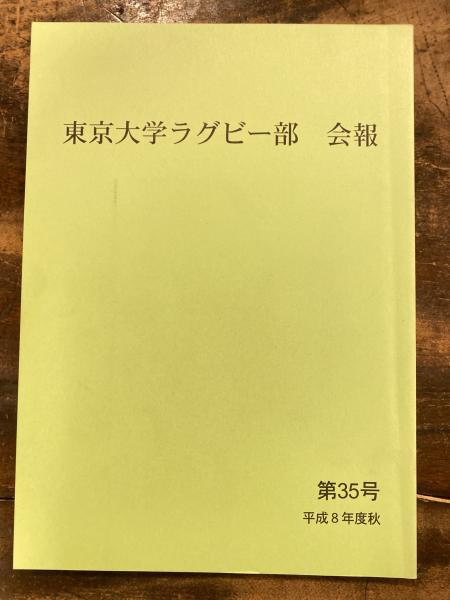 東京大学ラグビー部　会報
第35号
平成８年度秋